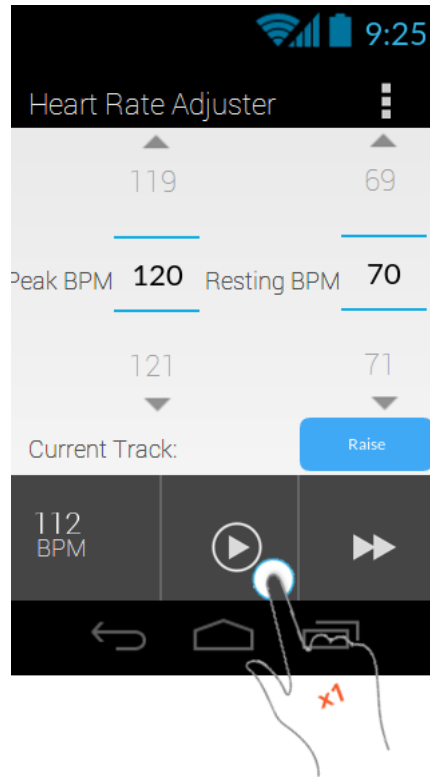 9:25
Heart Rate Adjuster
119 69
Peak BPM 120 Resting BPM 70
121 71
Current Track: Raise
112
BPM
x1